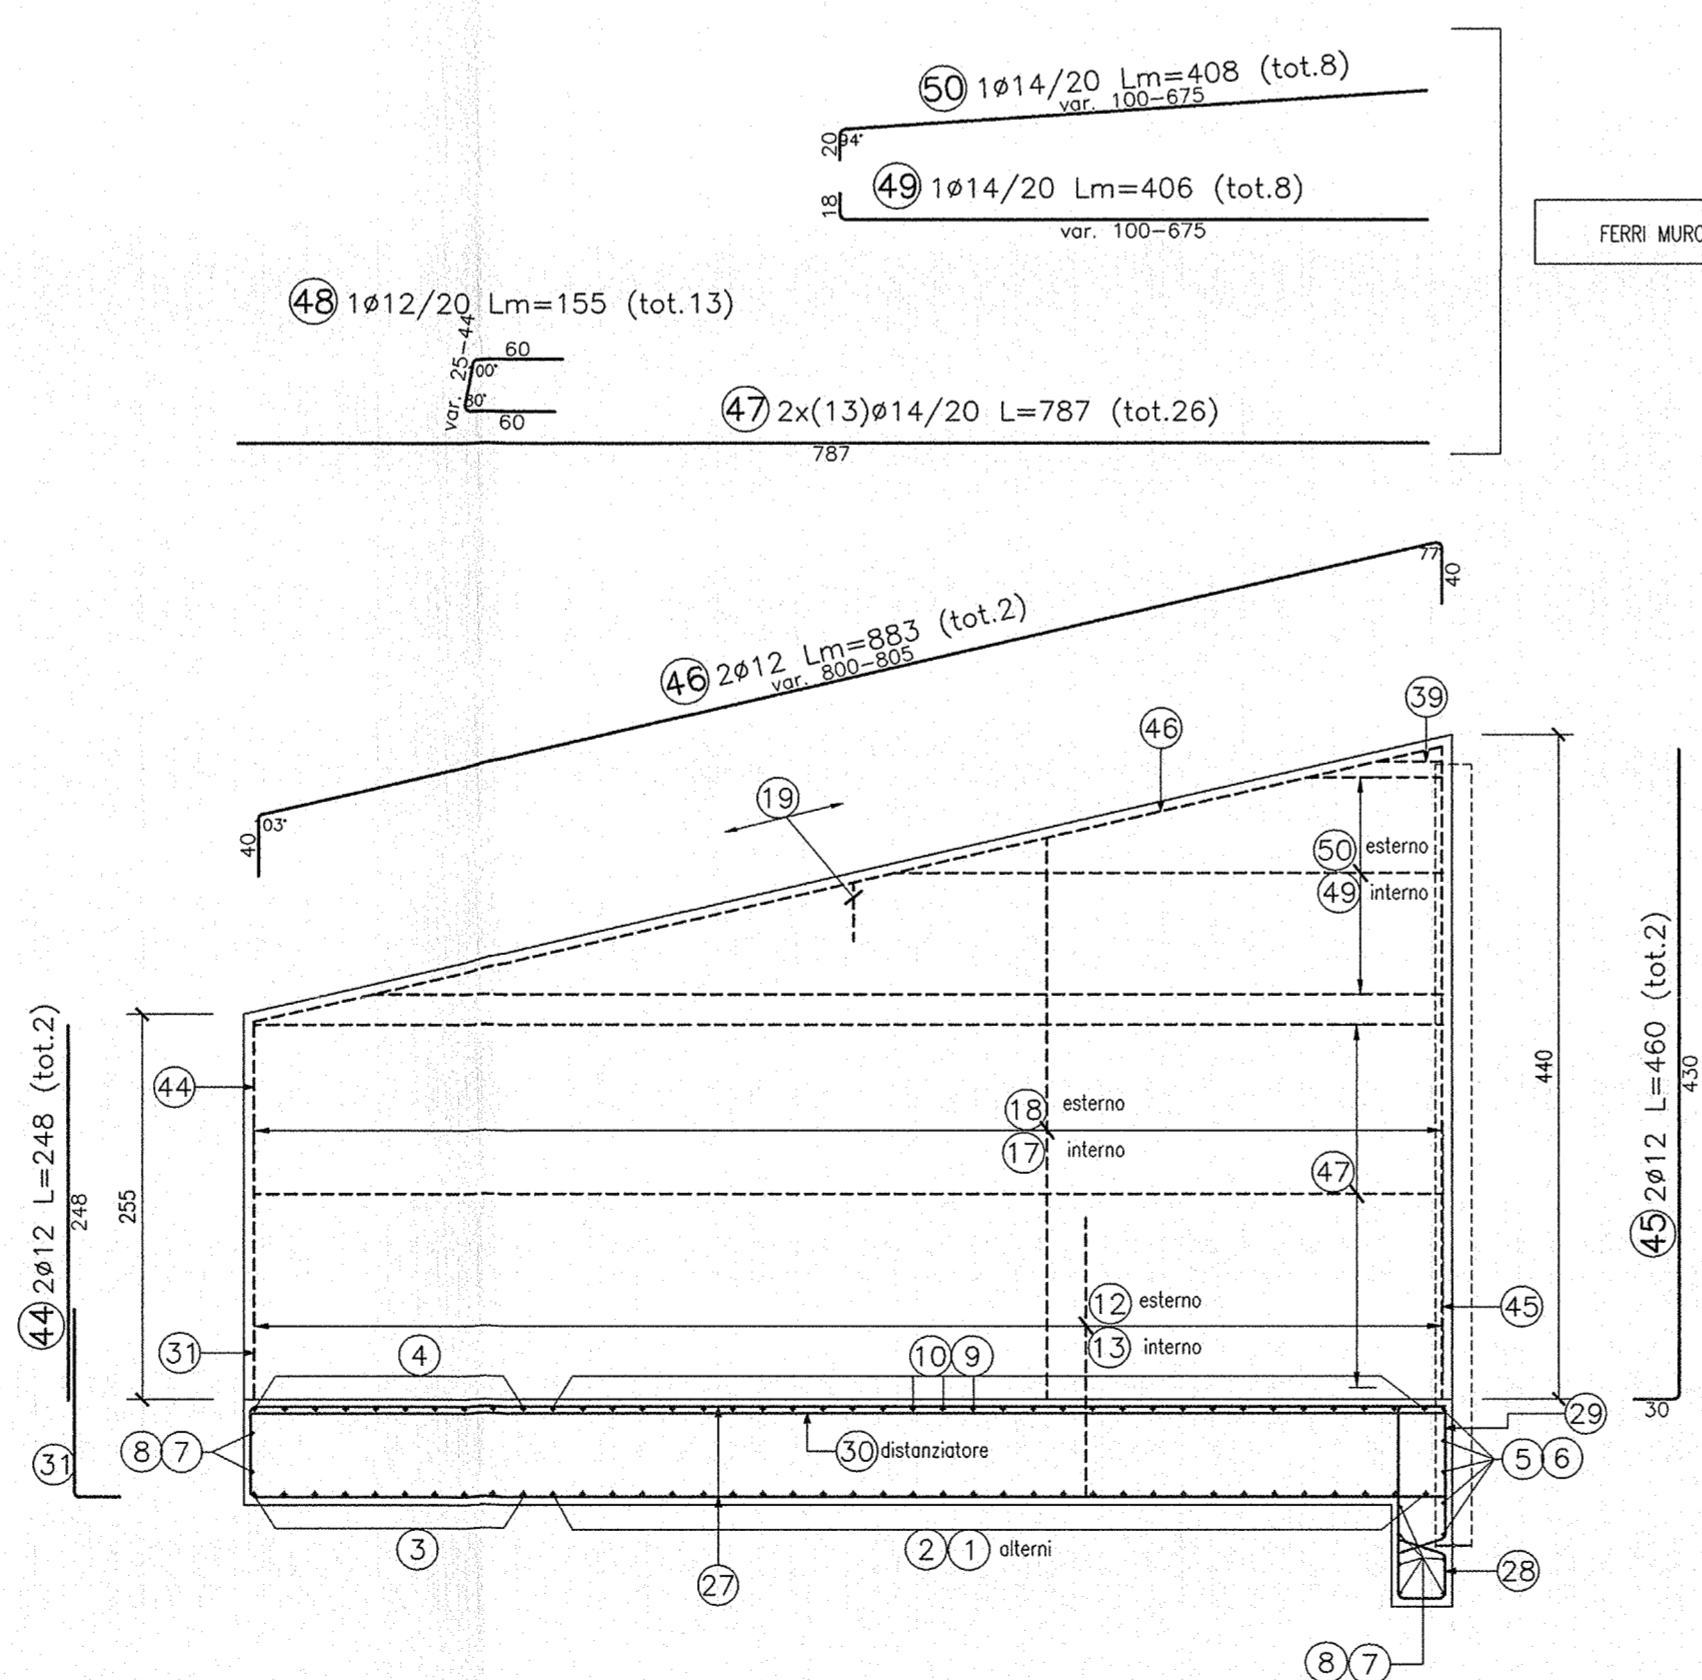 50 1ø14/20 Lm=408 (tot.8)
var. 100-675
20
94°
49 1ø14/20 Lm=406 (tot.8)
18
var. 100-675
FERRI MURO
48 1ø12/20 Lm=155 (tot.13)
var. 25-44
60
00°
80°
60
47 2x(13)ø14/20 L=787 (tot.26)
787
77
40
46 2ø12 Lm=883 (tot.2)
var. 800-805
40
03°
39
46
19
50 esterno
49 interno
44 2ø12 L=248 (tot.2)
248
255
44
18 esterno
17 interno
47
440
45 2ø12 L=460 (tot.2)
430
30
12 esterno
13 interno
45
31
4
10 9
29
31
8 7
30 distanziatore
5 6
3
2 1 alterni
27
28
8 7